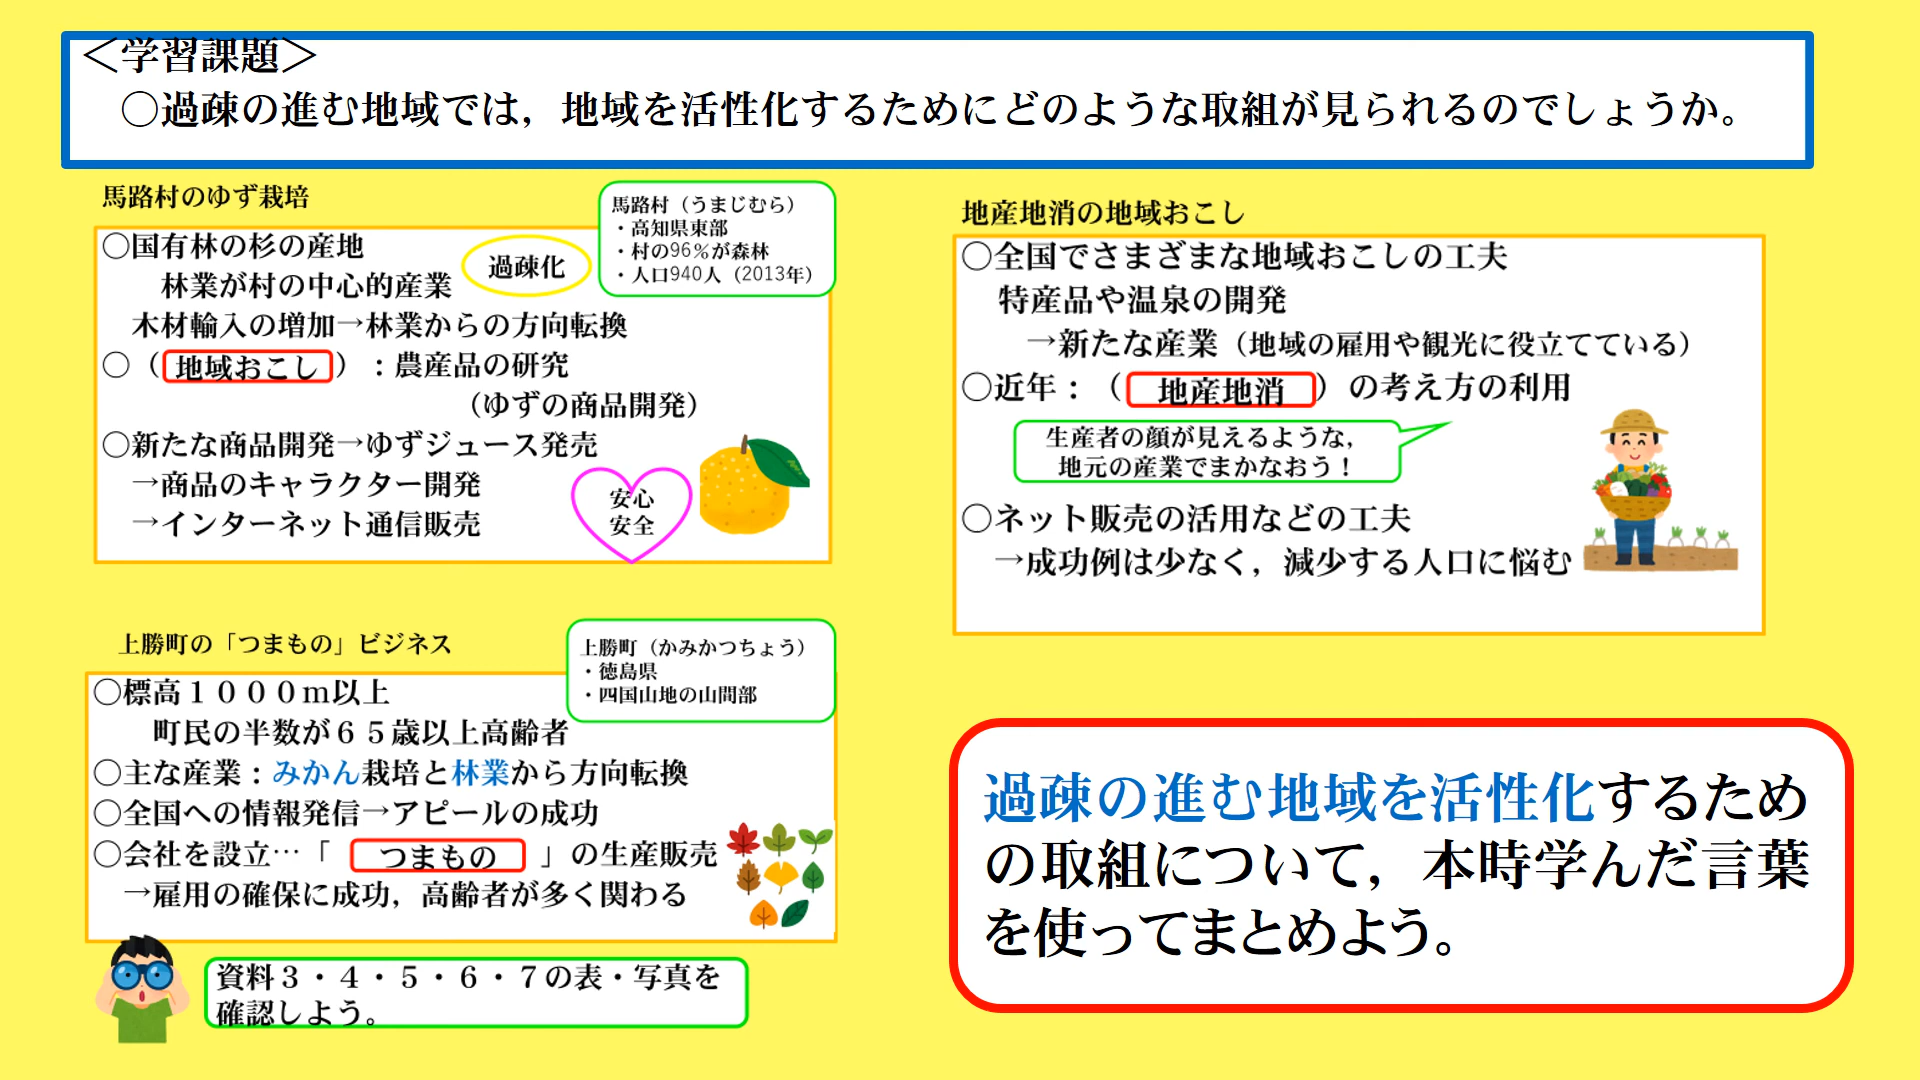 ＜学習課題＞
○過疎の進む地域では，地域を活性化するためにどのような取組が見られるのでしょうか。
馬路村のゆず栽培
馬路村（うまじむら）
・高知県東部
・村の96％が森林
・人口940人（2013年）
○国有林の杉の産地
過疎化
林業が村の中心的産業
木材輸入の増加→林業からの方向転換
○（地域おこし）：農産品の研究
（ゆずの商品開発）
○新たな商品開発→ゆずジュース発売
→商品のキャラクター開発
→インターネット通信販売
安心
安全
上勝町の「つまもの」ビジネス
上勝町（かみかつちょう）
・徳島県
・四国山地の山間部
○標高１０００ｍ以上
町民の半数が６５歳以上高齢者
○主な産業：みかん栽培と林業から方向転換
○全国への情報発信→アピールの成功
○会社を設立…「つまもの」の生産販売
→雇用の確保に成功，高齢者が多く関わる
資料３・４・５・６・７の表・写真を
確認しよう。
地産地消の地域おこし
○全国でさまざまな地域おこしの工夫
特産品や温泉の開発
→新たな産業（地域の雇用や観光に役立てている）
○近年：（地産地消）の考え方の利用
生産者の顔が見えるような，
地元の産業でまかなおう！
○ネット販売の活用などの工夫
→成功例は少なく，減少する人口に悩む
過疎の進む地域を活性化するため
の取組について，本時学んだ言葉
を使ってまとめよう。